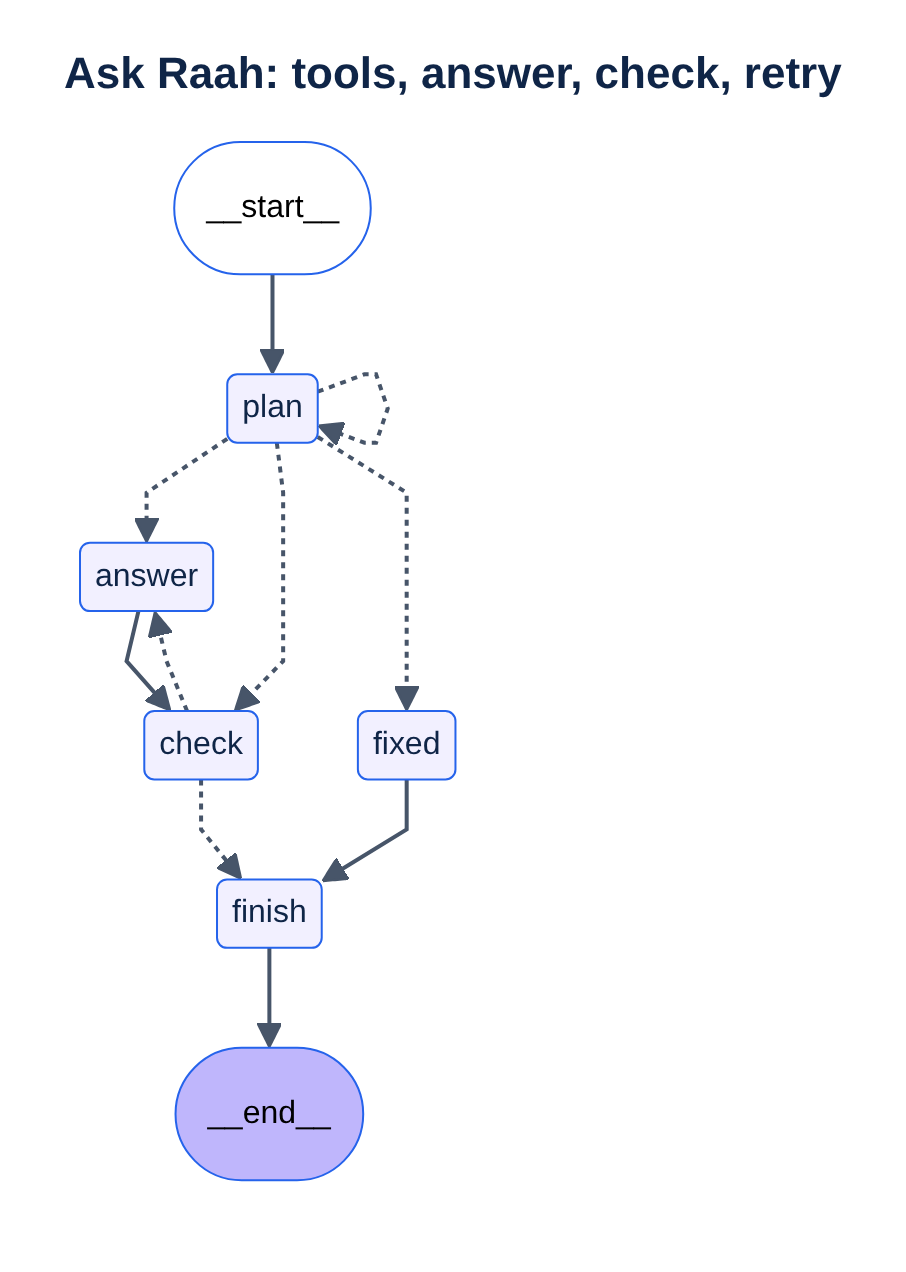 Ask Raah: tools, answer, check, retry
__start__
plan
answer
check
fixed
finish
__end__